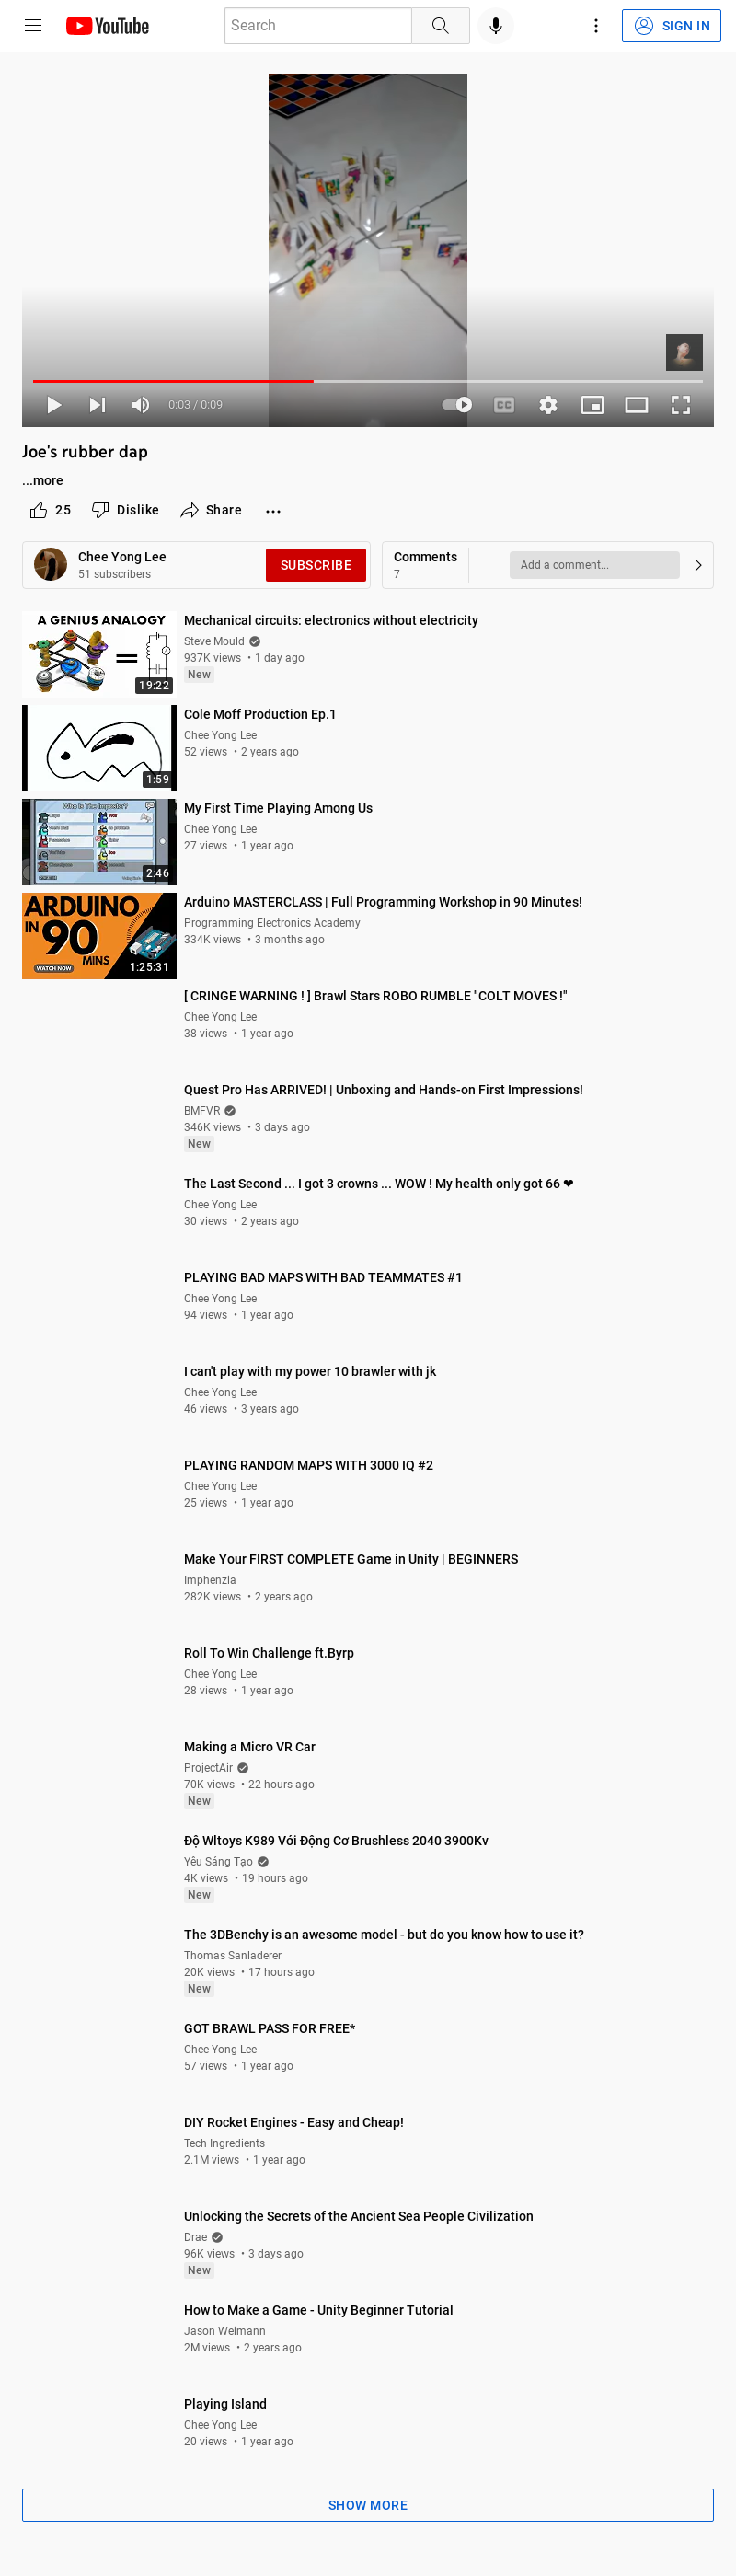 YouTube
Search
SIGN IN
0:03 / 0:09
CC
Joe's rubber dap
...more
25
Dislike
Share
Chee Yong Lee
51 subscribers
SUBSCRIBE
Comments
7
Add a comment...
A GENIUS ANALOGY
19:22
Mechanical circuits: electronics without electricity
Steve Mould
937K views • 1 day ago
New
1:59
Cole Moff Production Ep.1
Chee Yong Lee
52 views • 2 years ago
Who Is The Impostor?
2:46
My First Time Playing Among Us
Chee Yong Lee
27 views • 1 year ago
ARDUINO
IN 90
MINS
WATCH NOW
1:25:31
Arduino MASTERCLASS | Full Programming Workshop in 90 Minutes!
Programming Electronics Academy
334K views • 3 months ago
[ CRINGE WARNING ! ] Brawl Stars ROBO RUMBLE "COLT MOVES !"
Chee Yong Lee
38 views • 1 year ago
Quest Pro Has ARRIVED! | Unboxing and Hands-on First Impressions!
BMFVR
346K views • 3 days ago
New
The Last Second ... I got 3 crowns ... WOW ! My health only got 66 ❤
Chee Yong Lee
30 views • 2 years ago
PLAYING BAD MAPS WITH BAD TEAMMATES #1
Chee Yong Lee
94 views • 1 year ago
I can't play with my power 10 brawler with jk
Chee Yong Lee
46 views • 3 years ago
PLAYING RANDOM MAPS WITH 3000 IQ #2
Chee Yong Lee
25 views • 1 year ago
Make Your FIRST COMPLETE Game in Unity | BEGINNERS
Imphenzia
282K views • 2 years ago
Roll To Win Challenge ft.Byrp
Chee Yong Lee
28 views • 1 year ago
Making a Micro VR Car
ProjectAir
70K views • 22 hours ago
New
Độ Wltoys K989 Với Động Cơ Brushless 2040 3900Kv
Yêu Sáng Tạo
4K views • 19 hours ago
New
The 3DBenchy is an awesome model - but do you know how to use it?
Thomas Sanladerer
20K views • 17 hours ago
New
GOT BRAWL PASS FOR FREE*
Chee Yong Lee
57 views • 1 year ago
DIY Rocket Engines - Easy and Cheap!
Tech Ingredients
2.1M views • 1 year ago
Unlocking the Secrets of the Ancient Sea People Civilization
Drae
96K views • 3 days ago
New
How to Make a Game - Unity Beginner Tutorial
Jason Weimann
2M views • 2 years ago
Playing Island
Chee Yong Lee
20 views • 1 year ago
SHOW MORE